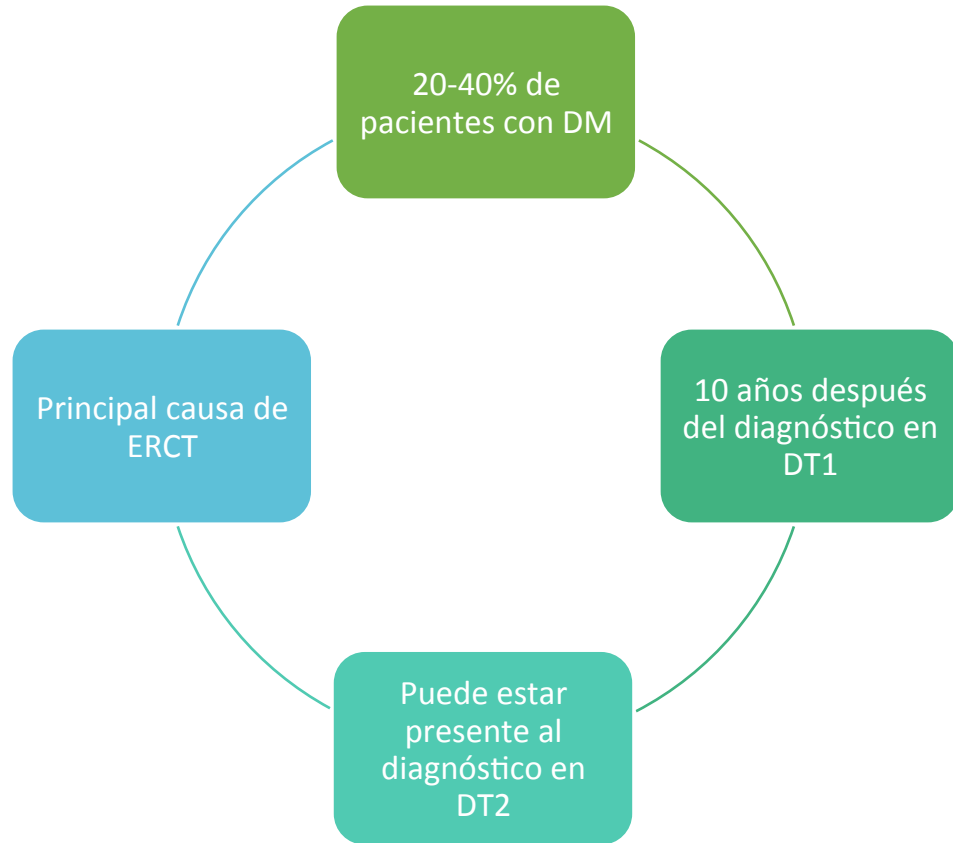 20-40% de
pacientes con DM
10 años después
del diagnóstico en
DT1
Puede estar
presente al
diagnóstico en
DT2
Principal causa de
ERCT